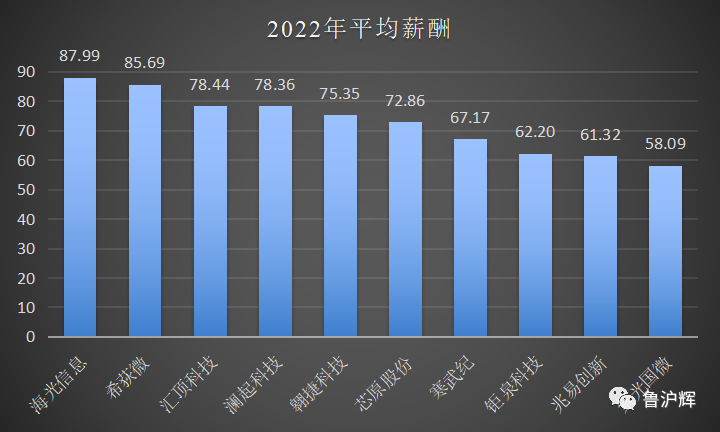 2022年平均薪酬
87.99
85.69
78.44
78.36
75.35
72.86
67.17
62.20
61.32
58.09
90
80
70
60
50
40
30
20
10
0
海光信息
希荻微
汇顶科技
澜起科技
翱捷科技
芯原股份
寒武纪
钜泉科技
兆易创新
光国微
鲁沪辉